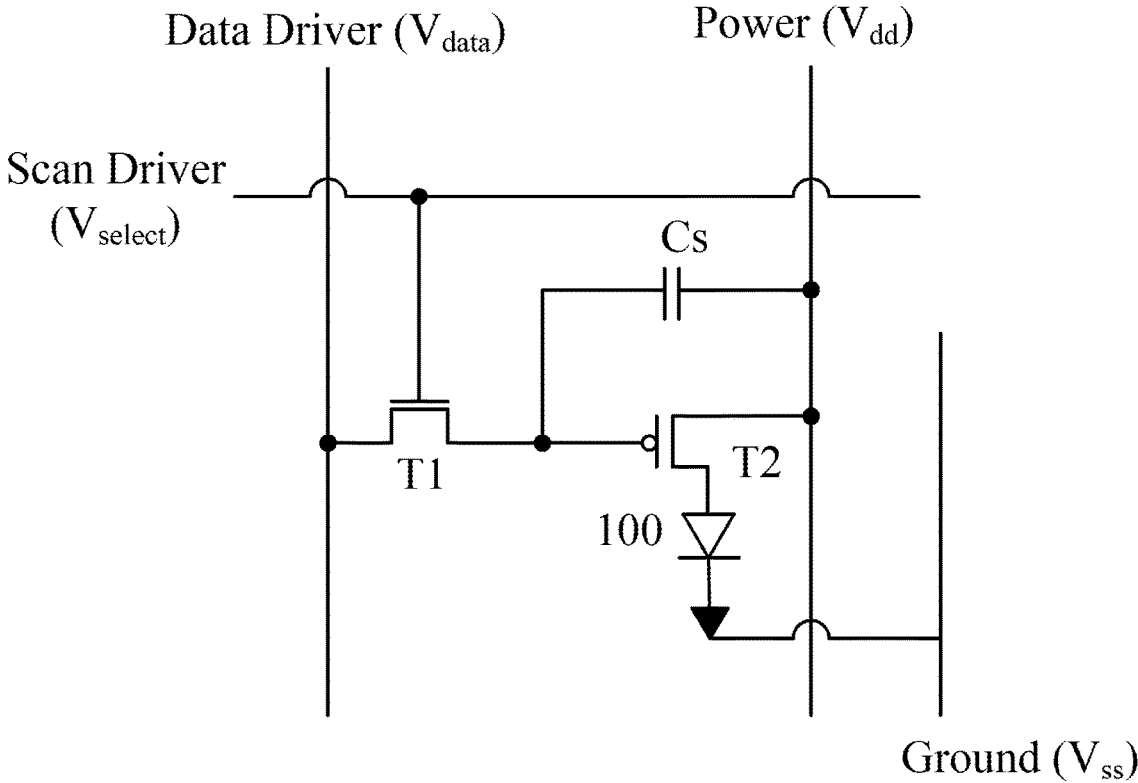 Data Driver (Vdata)
Power (Vdd)
Scan Driver
(Vselect)
Cs
T1
T2
100
Ground (Vss)